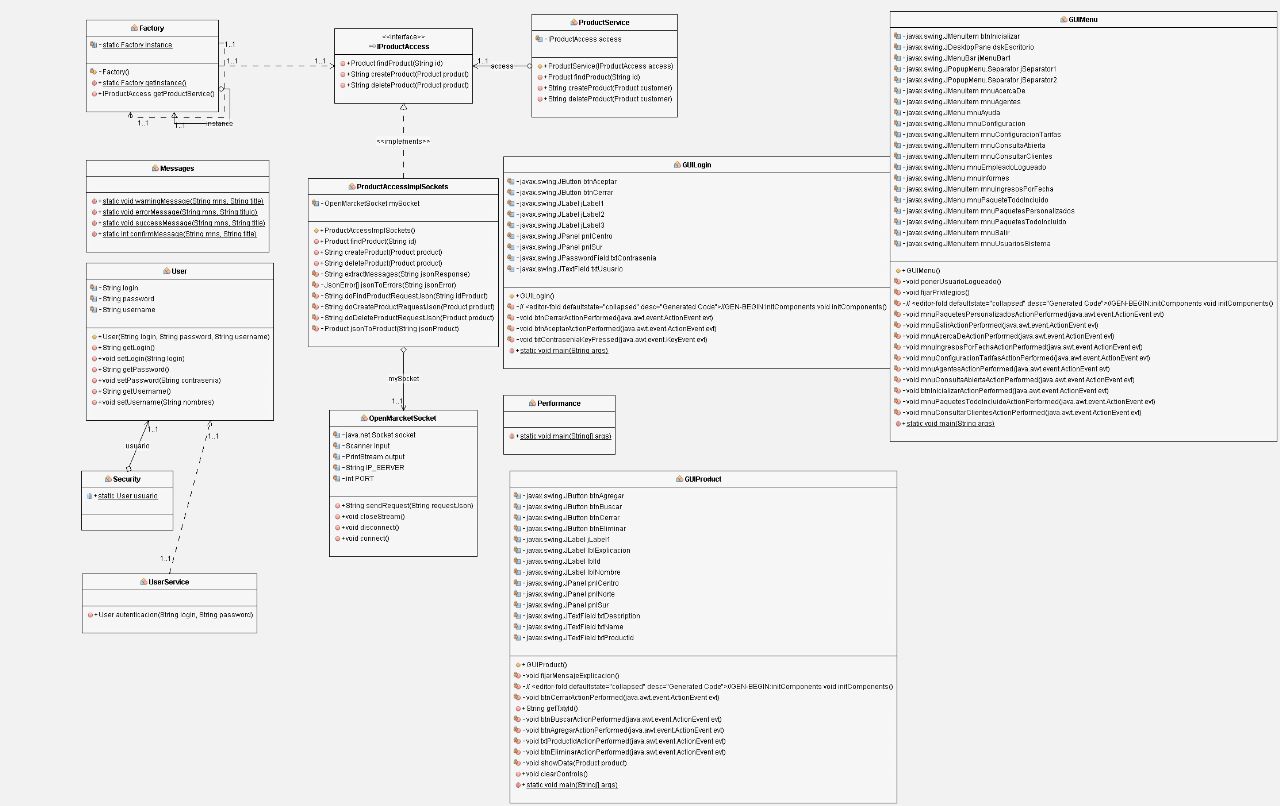 Factory
- static Factory instance
- Factory()
+ static Factory getInstance()
+ IProductAccess getProductService()
1..1
1..1
1..1
1..1
1..1
instance
<<interface>>
IProductAccess
+ Product findProduct(String id)
+ String createProduct(Product product)
+ String deleteProduct(Product product)
1..1
access
ProductService
- IProductAccess access
+ ProductService(IProductAccess access)
+ Product findProduct(String id)
+ String createProduct(Product customer)
+ String deleteProduct(Product customer)
<<implements>>
Messages
+ static void warningMessage(String mns, String title)
+ static void errorMessage(String mns, String titulo)
+ static void successMessage(String mns, String title)
+ static int confirmMessage(String mns, String title)
User
- String login
- String password
- String username
+ User(String login, String password, String username)
+ String getLogin()
+ void setLogin(String login)
+ String getPassword()
+ void setPassword(String contrasenia)
+ String getUsername()
+ void setUsername(String nombres)
1..1
1..1
usuario
Security
+ static User usuario
1..1
UserService
+ User autenticacion(String login, String password)
ProductAccessImplSockets
- OpenMarcketSocket mySocket
+ ProductAccessImplSockets()
+ Product findProduct(String id)
+ String createProduct(Product product)
+ String deleteProduct(Product product)
- String extractMessages(String jsonResponse)
- JsonError[] jsonToErrors(String jsonError)
- String doFindProductRequestJson(String idProduct)
- String doCreateProductRequestJson(Product product)
- String doDeleteProductRequestJson(Product product)
- Product jsonToProduct(String jsonProduct)
mySocket
1..1
OpenMarcketSocket
- java.net.Socket socket
- Scanner input
- PrintStream output
- String IP_SERVER
- int PORT
+ String sendRequest(String requestJson)
+ void closeStream()
+ void disconnect()
+ void connect()
GUILogin
- javax.swing.JButton btnAceptar
- javax.swing.JButton btnCerrar
- javax.swing.JLabel jLabel1
- javax.swing.JLabel jLabel2
- javax.swing.JLabel jLabel3
- javax.swing.JPanel pnlCentro
- javax.swing.JPanel pnlSur
- javax.swing.JPasswordField txtContrasenia
- javax.swing.JTextField txtUsuario
+ GUILogin()
- // <editor-fold defaultstate="collapsed" desc="Generated Code">//GEN-BEGIN:initComponents void initComponents()
- void btnCerrarActionPerformed(java.awt.event.ActionEvent evt)
- void btnAceptarActionPerformed(java.awt.event.ActionEvent evt)
- void txtContraseniaKeyPressed(java.awt.event.KeyEvent evt)
+ static void main(String args)
Performance
+ static void main(String[] args)
GUIProduct
- javax.swing.JButton btnAgregar
- javax.swing.JButton btnBuscar
- javax.swing.JButton btnCerrar
- javax.swing.JButton btnEliminar
- javax.swing.JLabel jLabel1
- javax.swing.JLabel lblExplicacion
- javax.swing.JLabel lblId
- javax.swing.JLabel lblNombre
- javax.swing.JPanel pnlCentro
- javax.swing.JPanel pnlNorte
- javax.swing.JPanel pnlSur
- javax.swing.JTextField txtDescription
- javax.swing.JTextField txtName
- javax.swing.JTextField txtProductId
+ GUIProduct()
- void fijarMensajeExplicacion()
- // <editor-fold defaultstate="collapsed" desc="Generated Code">//GEN-BEGIN:initComponents void initComponents()
- void btnCerrarActionPerformed(java.awt.event.ActionEvent evt)
+ String getTxtyId()
- void btnBuscarActionPerformed(java.awt.event.ActionEvent evt)
- void btnAgregarActionPerformed(java.awt.event.ActionEvent evt)
- void txtProductIdActionPerformed(java.awt.event.ActionEvent evt)
- void btnEliminarActionPerformed(java.awt.event.ActionEvent evt)
- void showData(Product product)
+ void clearControls()
+ static void main(String[] args)
GUIMenu
- javax.swing.JMenuItem btnInicializar
- javax.swing.JDesktopPane dskEscritorio
- javax.swing.JMenuBar jMenuBar1
- javax.swing.JPopupMenu.Separator jSeparator1
- javax.swing.JPopupMenu.Separator jSeparator2
- javax.swing.JMenuItem mnuAcercaDe
- javax.swing.JMenuItem mnuAgentes
- javax.swing.JMenu mnuAyuda
- javax.swing.JMenu mnuConfiguracion
- javax.swing.JMenuItem mnuConfiguracionTarifas
- javax.swing.JMenuItem mnuConsultaAbierta
- javax.swing.JMenuItem mnuConsultarClientes
- javax.swing.JMenu mnuEmpleadoLogueado
- javax.swing.JMenu mnuInformes
- javax.swing.JMenuItem mnuIngresosPorFecha
- javax.swing.JMenu mnuPaqueteTodoIncluido
- javax.swing.JMenuItem mnuPaquetesPersonalizados
- javax.swing.JMenuItem mnuPaquetesTodoIncluido
- javax.swing.JMenuItem mnuSalir
- javax.swing.JMenuItem mnuUsuariosSistema
+ GUIMenu()
- void ponerUsuarioLogueado()
- void fijarPrivilegios()
- // <editor-fold defaultstate="collapsed" desc="Generated Code">//GEN-BEGIN:initComponents void initComponents()
- void mnuPaquetesPersonalizadosActionPerformed(java.awt.event.ActionEvent evt)
- void mnuSalirActionPerformed(java.awt.event.ActionEvent evt)
- void mnuAcercaDeActionPerformed(java.awt.event.ActionEvent evt)
- void mnuIngresosPorFechaActionPerformed(java.awt.event.ActionEvent evt)
- void mnuConfiguracionTarifasActionPerformed(java.awt.event.ActionEvent evt)
- void mnuAgentesActionPerformed(java.awt.event.ActionEvent evt)
- void mnuConsultaAbiertaActionPerformed(java.awt.event.ActionEvent evt)
- void btnInicializarActionPerformed(java.awt.event.ActionEvent evt)
- void mnuPaquetesTodoIncluidoActionPerformed(java.awt.event.ActionEvent evt)
- void mnuConsultarClientesActionPerformed(java.awt.event.ActionEvent evt)
+ static void main(String args)